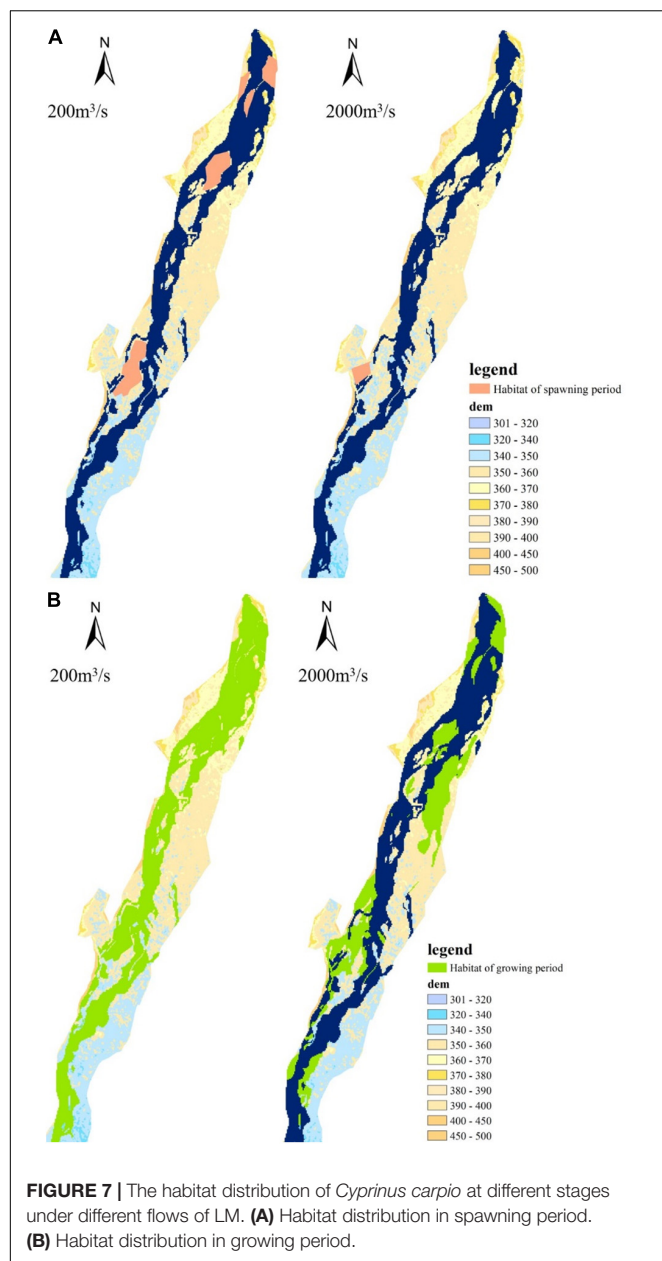 A
N
N
200m³/s
2000m³/s
legend
Habitat of spawning period
dem
301 - 320
320 - 340
340 - 350
350 - 360
360 - 370
370 - 380
380 - 390
390 - 400
400 - 450
450 - 500
B
N
N
200m³/s
2000m³/s
legend
Habitat of growing period
dem
301 - 320
320 - 340
340 - 350
350 - 360
360 - 370
370 - 380
380 - 390
390 - 400
400 - 450
450 - 500
FIGURE 7 | The habitat distribution of Cyprinus carpio at different stages
under different flows of LM. (A) Habitat distribution in spawning period.
(B) Habitat distribution in growing period.